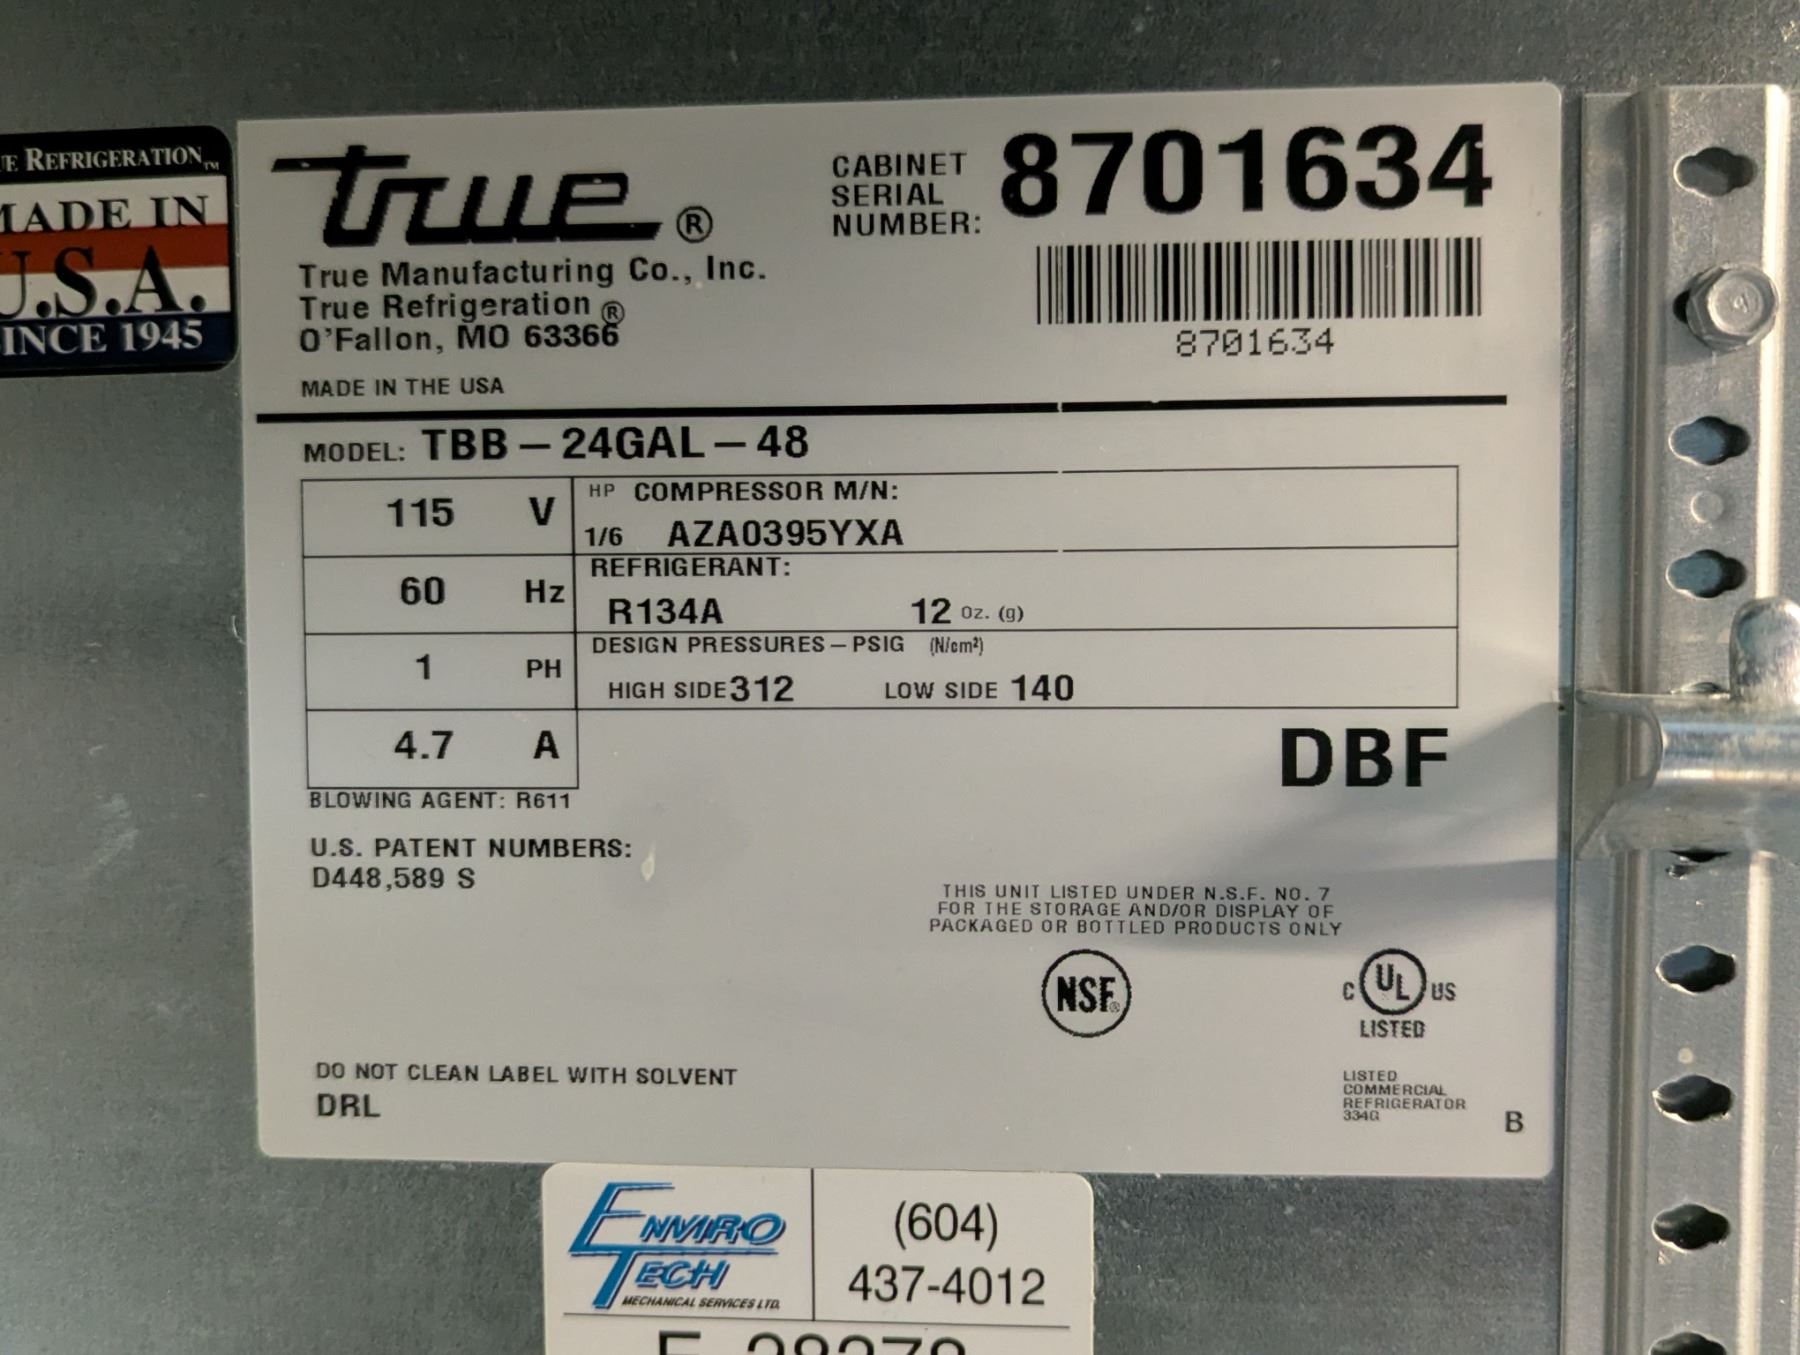 E REFRIGERATION™
MADE IN
U.S.A.
SINCE 1945
true®
True Manufacturing Co., Inc.
True Refrigeration®
O'Fallon, MO 63366
MADE IN THE USA
CABINET
SERIAL
NUMBER:
8701634
8701634
MODEL: TBB-24GAL-48
115 V
60 Hz
1 PH
4.7 A
HP COMPRESSOR M/N:
1/6 AZA0395YXA
REFRIGERANT:
R134A 12 Oz. (g)
DESIGN PRESSURES - PSIG (N/cm²)
HIGH SIDE 312 LOW SIDE 140
DBF
BLOWING AGENT: R611
U.S. PATENT NUMBERS:
D448,589 S
THIS UNIT LISTED UNDER N.S.F. NO. 7
FOR THE STORAGE AND/OR DISPLAY OF
PACKAGED OR BOTTLED PRODUCTS ONLY
NSF®
C UL US
LISTED
LISTED
COMMERCIAL
REFRIGERATOR
334G
B
DO NOT CLEAN LABEL WITH SOLVENT
DRL
ENVIRO
TECH
MECHANICAL SERVICES LTD.
(604)
437-4012